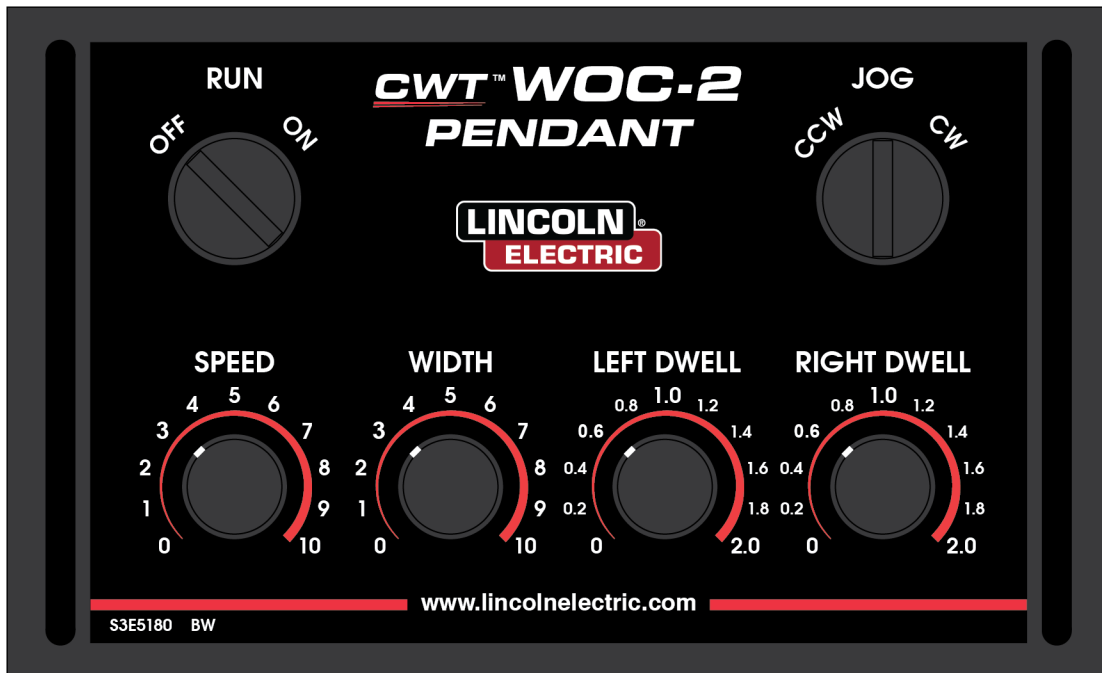 RUN
OFF
ON
CWT™ WOC-2
PENDANT
JOG
CCW
CW
LINCOLN®
ELECTRIC
SPEED
0 1 2 3 4 5 6 7 8 9 10
WIDTH
0 1 2 3 4 5 6 7 8 9 10
LEFT DWELL
0 0.2 0.4 0.6 0.8 1.0 1.2 1.4 1.6 1.8 2.0
RIGHT DWELL
0 0.2 0.4 0.6 0.8 1.0 1.2 1.4 1.6 1.8 2.0
www.lincolnelectric.com
S3E5180 BW